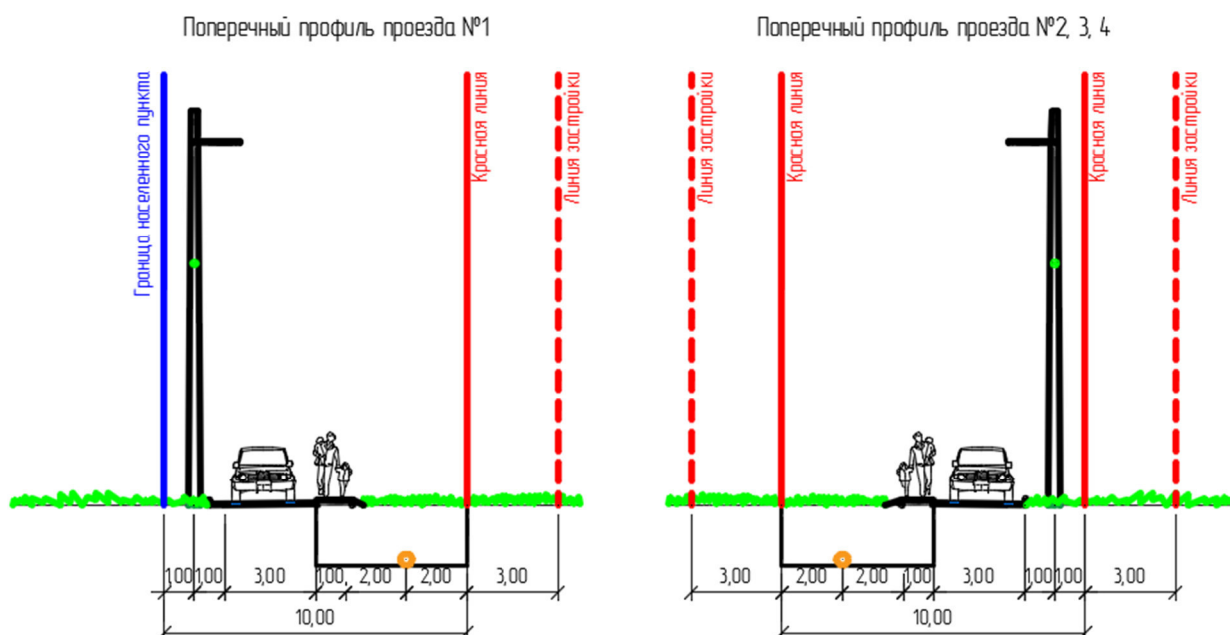 Поперечный профиль проезда №1
Поперечный профиль проезда №2, 3, 4
Граница населенного пункта
Красная линия
Линия застройки
Линия застройки
Красная линия
Красная линия
Линия застройки
1,00 1,00 3,00 1,00 2,00 2,00 3,00
10,00
3,00 2,00 2,00 1,00 3,00 1,00 1,00 3,00
10,00